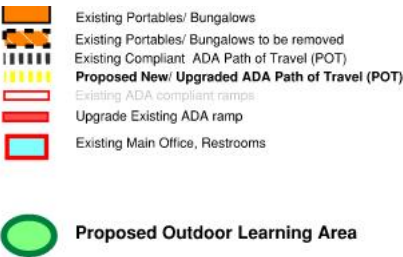 Existing Portables/ Bungalows
Existing Portables/ Bungalows to be removed
Existing Compliant ADA Path of Travel (POT)
Proposed New/ Upgraded ADA Path of Travel (POT)
Existing ADA compliant ramps
Upgrade Existing ADA ramp
Existing Main Office, Restrooms
Proposed Outdoor Learning Area